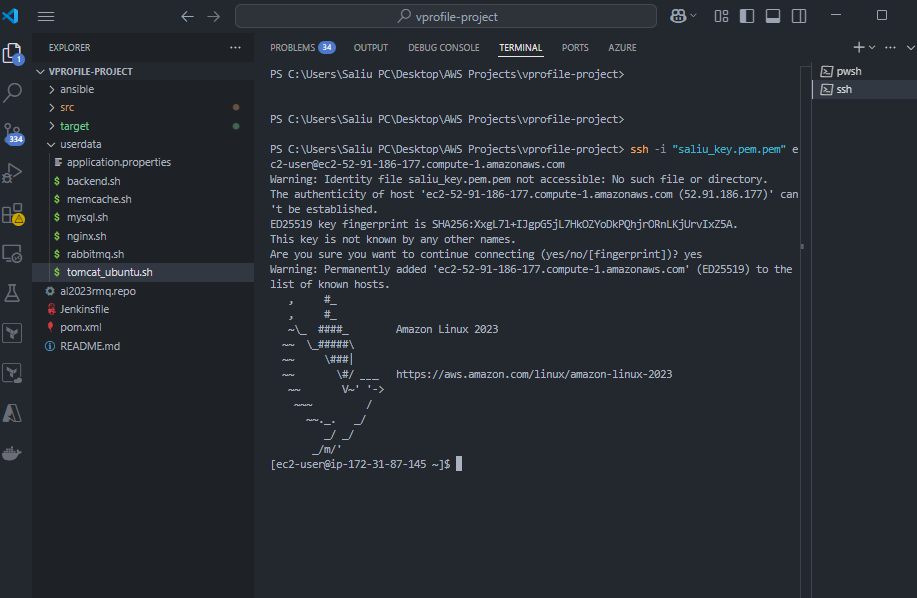 vprofile-project
EXPLORER
PROBLEMS 34 OUTPUT DEBUG CONSOLE TERMINAL PORTS AZURE
1
334
VPROFILE-PROJECT
ansible
src
target
userdata
application.properties
$ backend.sh
$ memcache.sh
$ mysql.sh
$ nginx.sh
$ rabbitmq.sh
$ tomcat_ubuntu.sh
al2023rmq.repo
Jenkinsfile
pom.xml
README.md
PS C:\Users\Saliu PC\Desktop\AWS Projects\vprofile-project>
PS C:\Users\Saliu PC\Desktop\AWS Projects\vprofile-project>
PS C:\Users\Saliu PC\Desktop\AWS Projects\vprofile-project> ssh -i "saliu_key.pem.pem" e
c2-user@ec2-52-91-186-177.compute-1.amazonaws.com
Warning: Identity file saliu_key.pem.pem not accessible: No such file or directory.
The authenticity of host 'ec2-52-91-186-177.compute-1.amazonaws.com (52.91.186.177)' can
't be established.
ED25519 key fingerprint is SHA256:XxgL7l+IJgpG5jL7HkOZYoDkPQhjrORnLKjUrvIxZ5A.
This key is not known by any other names.
Are you sure you want to continue connecting (yes/no/[fingerprint])? yes
Warning: Permanently added 'ec2-52-91-186-177.compute-1.amazonaws.com' (ED25519) to the
list of known hosts.
   ,     #_
   ,     #_
   ~\_  ####_        Amazon Linux 2023
  ~~  \_#####\
  ~~     \###|
  ~~       \#/ ___   https://aws.amazon.com/linux/amazon-linux-2023
   ~~       V~' '->
    ~~~         /
      ~~._.   _/
         _/ _/
       _/m/'
[ec2-user@ip-172-31-87-145 ~]$
pwsh
ssh